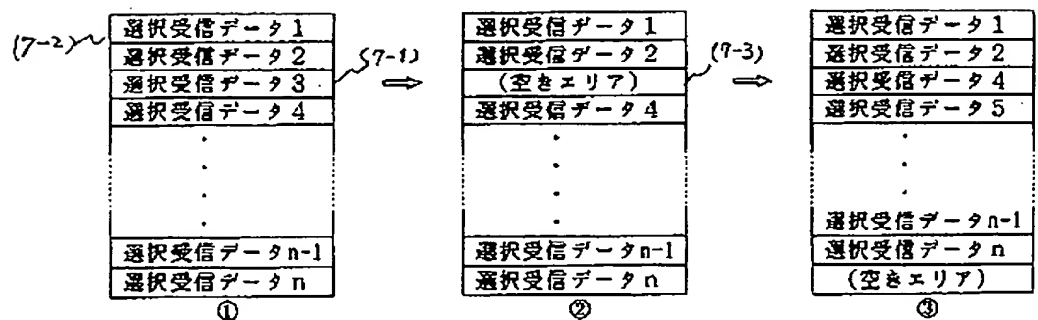 (7-2)
選択受信データ1
選択受信データ2
選択受信データ3
選択受信データ4
選択受信データn-1
選択受信データn
①
(7-1)
⇒
選択受信データ1
選択受信データ2
(空きエリア)
選択受信データ4
選択受信データn-1
選択受信データn
②
(7-3)
⇒
選択受信データ1
選択受信データ2
選択受信データ4
選択受信データ5
選択受信データn-1
選択受信データn
(空きエリア)
③